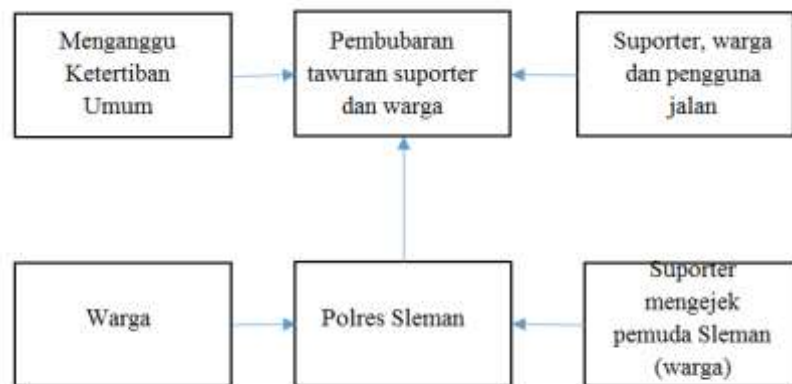 Menganggu
Ketertiban
Umum
Pembubaran
tawuran suporter
dan warga
Suporter, warga
dan pengguna
jalan
Warga
Polres Sleman
Suporter
mengejek
pemuda Sleman
(warga)